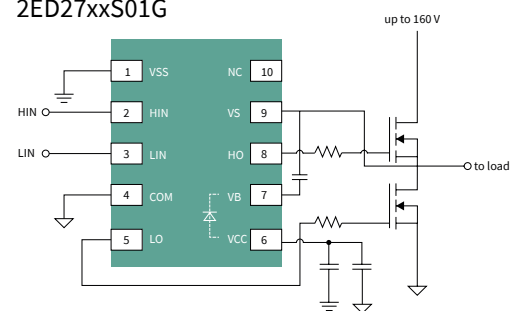 2ED27xxS01G
up to 160 V
1 VSS NC 10
HIN 2 HIN VS 9
LIN 3 LIN HO 8
to load
4 COM VB 7
5 LO VCC 6